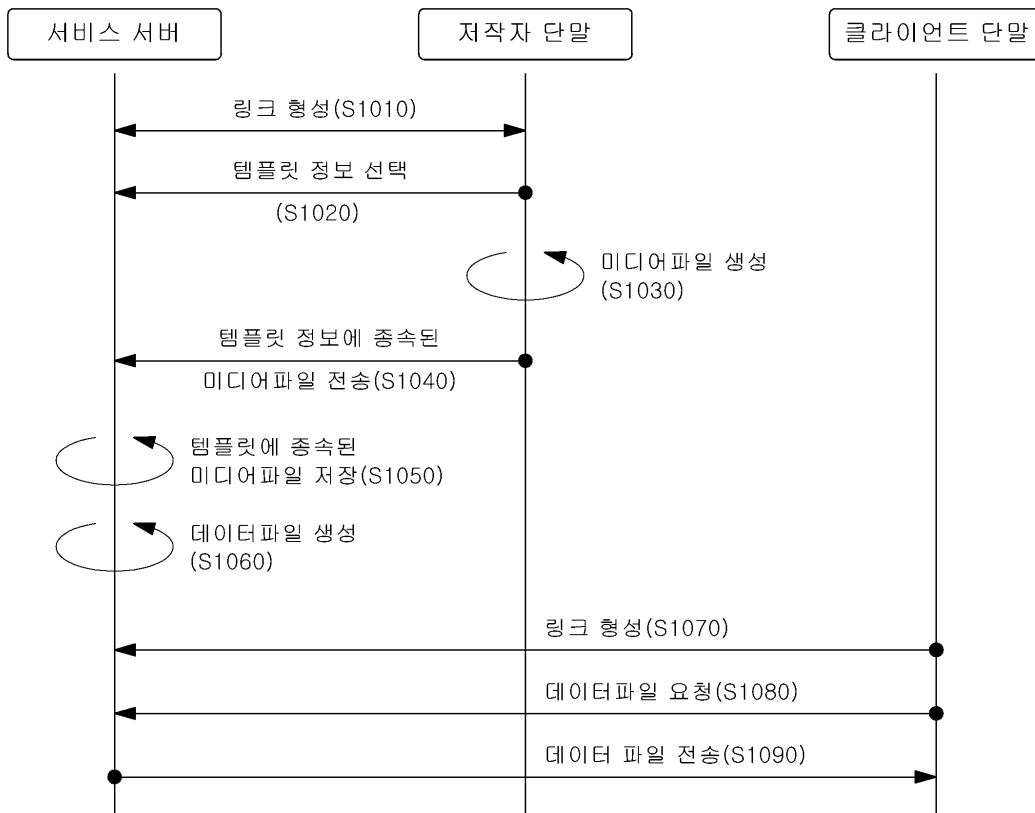 서비스 서버
저작자 단말
클라이언트 단말
링크 형성(S1010)
템플릿 정보 선택
(S1020)
미디어파일 생성
(S1030)
템플릿 정보에 종속된
미디어파일 전송(S1040)
템플릿에 종속된
미디어파일 저장(S1050)
데이터파일 생성
(S1060)
링크 형성(S1070)
데이터파일 요청(S1080)
데이터 파일 전송(S1090)